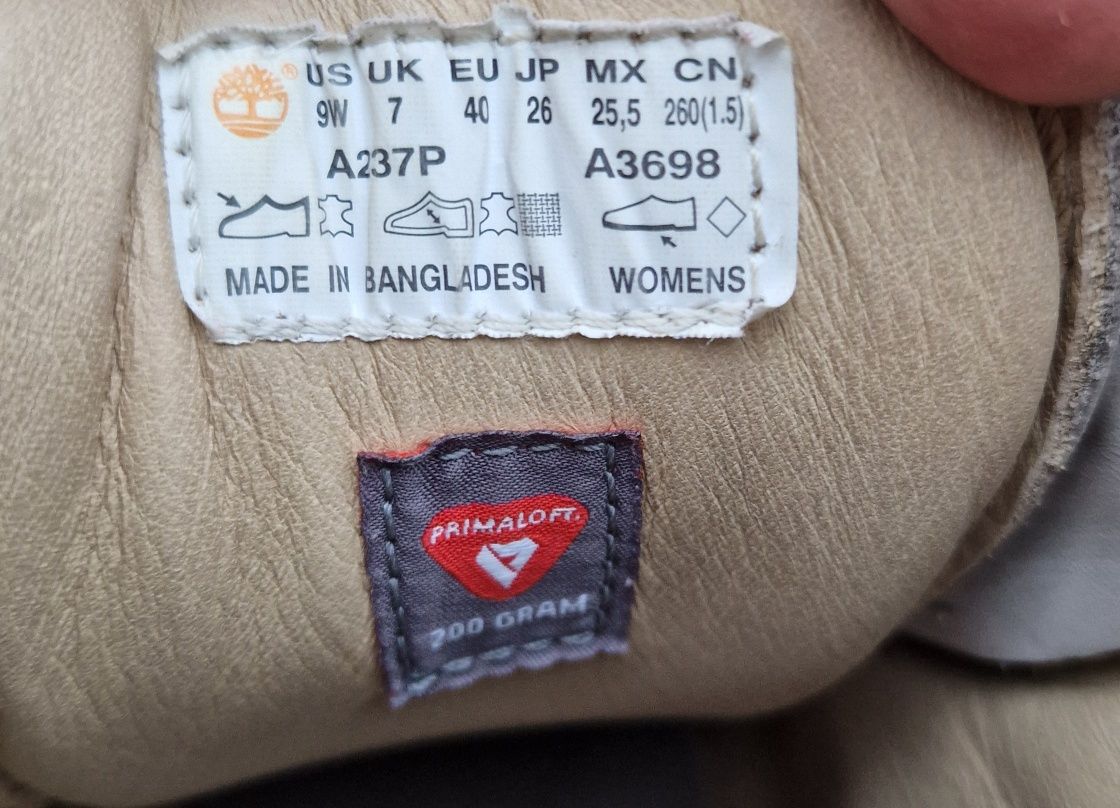 ® US UK EU JP MX CN
9W 7 40 26 25,5 260(1.5)
A237P A3698
MADE IN BANGLADESH WOMENS
PRIMALOFT.
200 GRAM